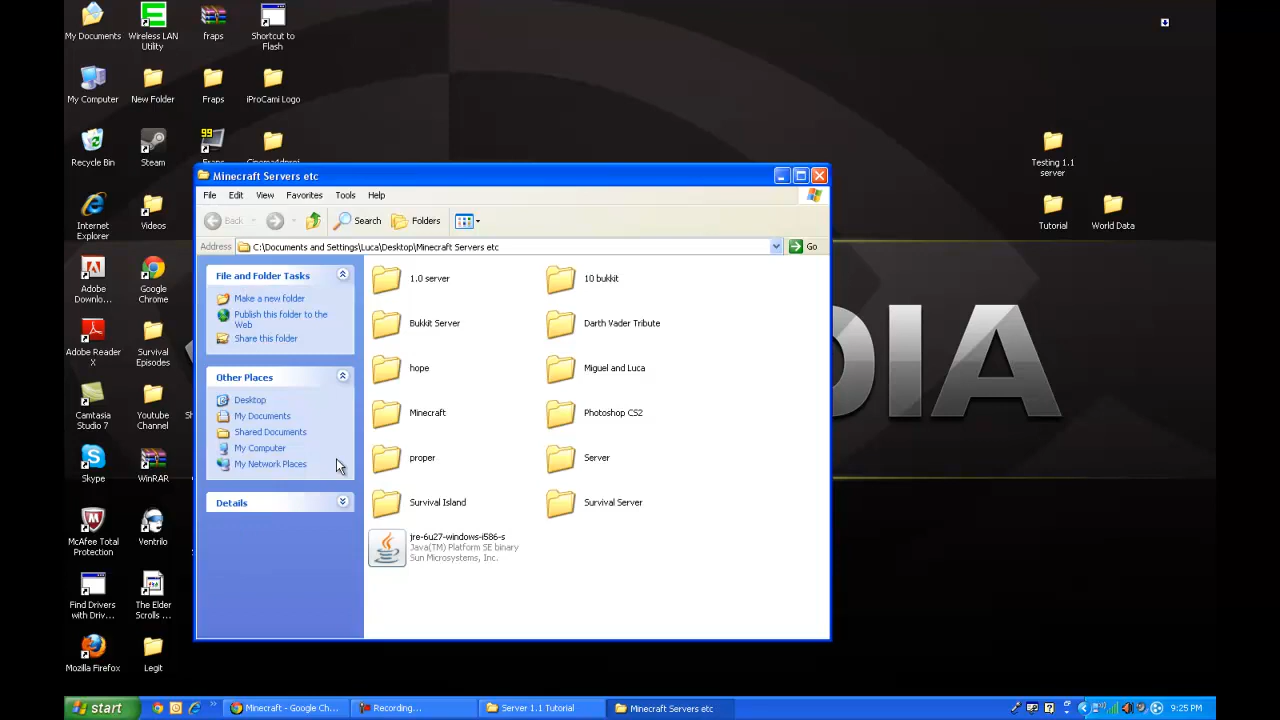 My Documents
Wireless LAN
Utility
fraps
Shortcut to
Flash
My Computer
New Folder
Fraps
iProCami Logo
Recycle Bin
Steam
99
Testing 1.1
server
Internet
Explorer
Videos
Tutorial
World Data
Adobe
Downlo...
Google
Chrome
Adobe Reader
X
Survival
Episodes
Camtasia
Studio 7
Youtube
Channel
Skype
WinRAR
McAfee Total
Protection
Ventrilo
Find Drivers
with Driv...
The Elder
Scrolls ...
Mozilla Firefox
Legit
Minecraft Servers etc
File Edit View Favorites Tools Help
Back Search Folders
Address C:\Documents and Settings\Luca\Desktop\Minecraft Servers etc Go
File and Folder Tasks
Make a new folder
Publish this folder to the
Web
Share this folder
Other Places
Desktop
My Documents
Shared Documents
My Computer
My Network Places
Details
1.0 server
10 bukkit
Bukkit Server
Darth Vader Tribute
hope
Miguel and Luca
Minecraft
Photoshop CS2
proper
Server
Survival Island
Survival Server
jre-6u27-windows-i586-s
Java(TM) Platform SE binary
Sun Microsystems, Inc.
DIA
start
Minecraft - Google Ch...
Recording...
Server 1.1 Tutorial
Minecraft Servers etc
9:25 PM